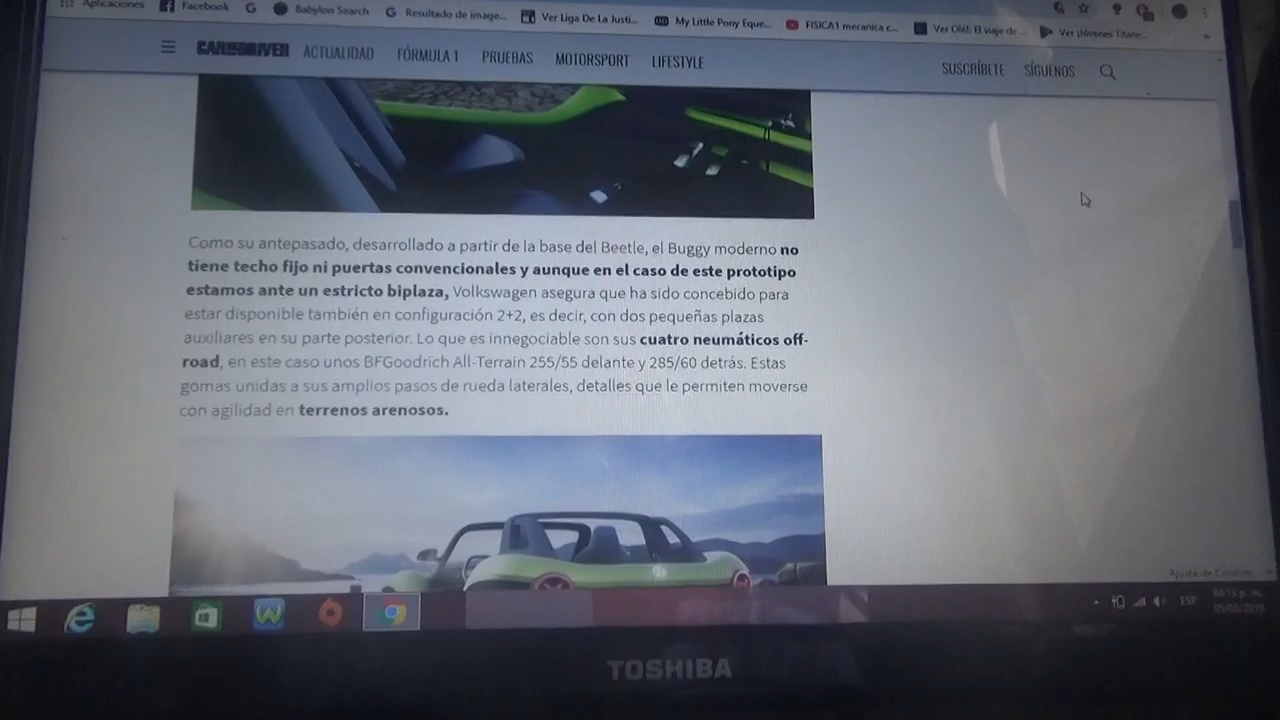 Aplicaciones Facebook Babylon Search Resultado de image... Ver Liga De La Justi... My Little Pony Eque... FISICA1 mecanica c... Ver Olé!: El viaje de ... Ver ¡Jóvenes Titane...
CAR and DRIVER ACTUALIDAD FÓRMULA 1 PRUEBAS MOTORSPORT LIFESTYLE SUSCRÍBETE SÍGUENOS
Como su antepasado, desarrollado a partir de la base del Beetle, el Buggy moderno no
tiene techo fijo ni puertas convencionales y aunque en el caso de este prototipo
estamos ante un estricto biplaza, Volkswagen asegura que ha sido concebido para
estar disponible también en configuración 2+2, es decir, con dos pequeñas plazas
auxiliares en su parte posterior. Lo que es innegociable son sus cuatro neumáticos off-
road, en este caso unos BFGoodrich All-Terrain 255/55 delante y 285/60 detrás. Estas
gomas unidas a sus amplios pasos de rueda laterales, detalles que le permiten moverse
con agilidad en terrenos arenosos.
Ajuste de
ESP
TOSHIBA